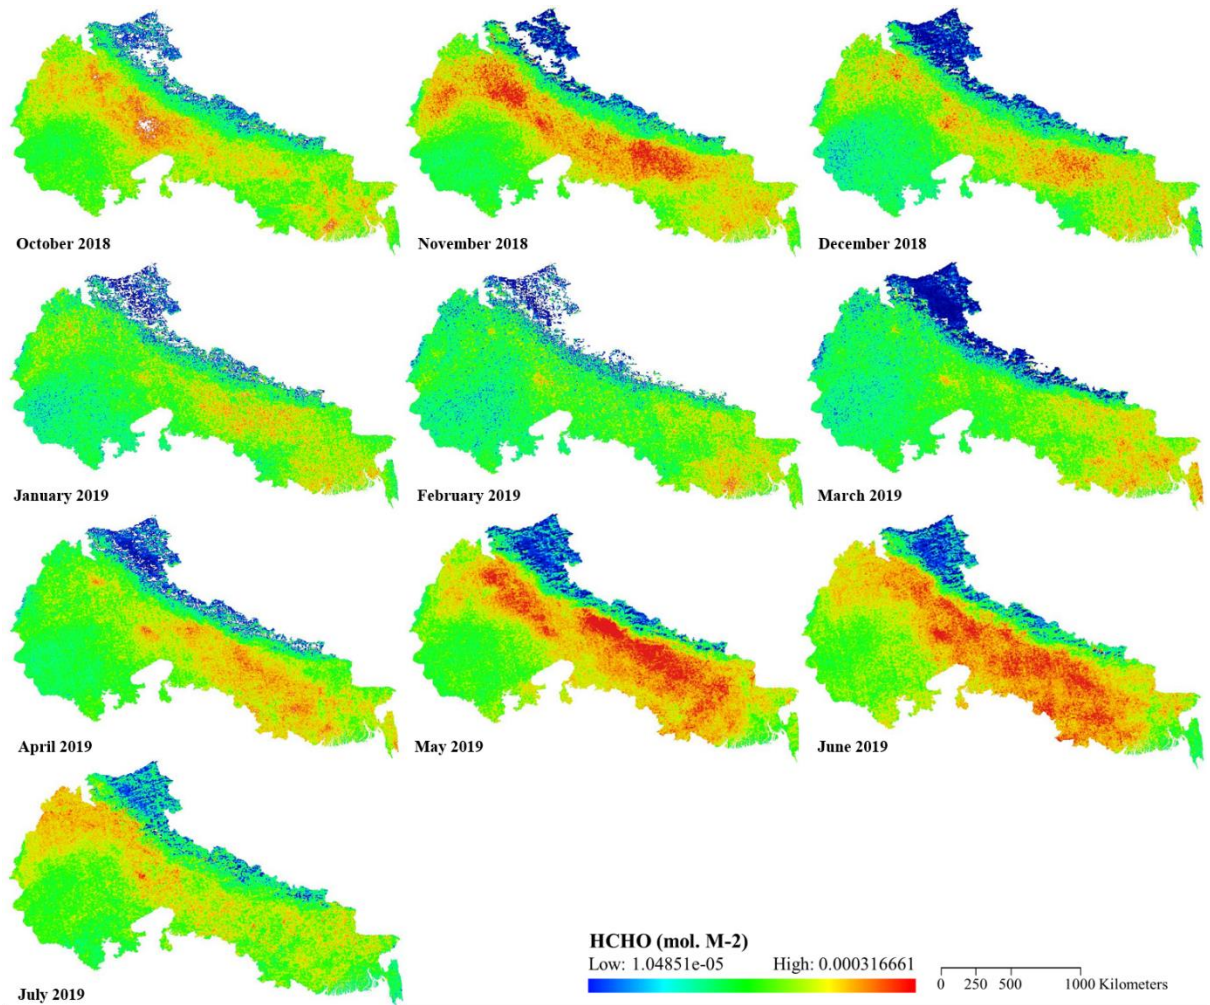 October 2018
November 2018
December 2018
January 2019
February 2019
March 2019
April 2019
May 2019
June 2019
July 2019
HCHO (mol. M-2)
Low: 1.04851e-05 High: 0.000316661
0 250 500 1000 Kilometers